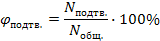 φподтв. = Nподтв. / Nобщ. · 100%